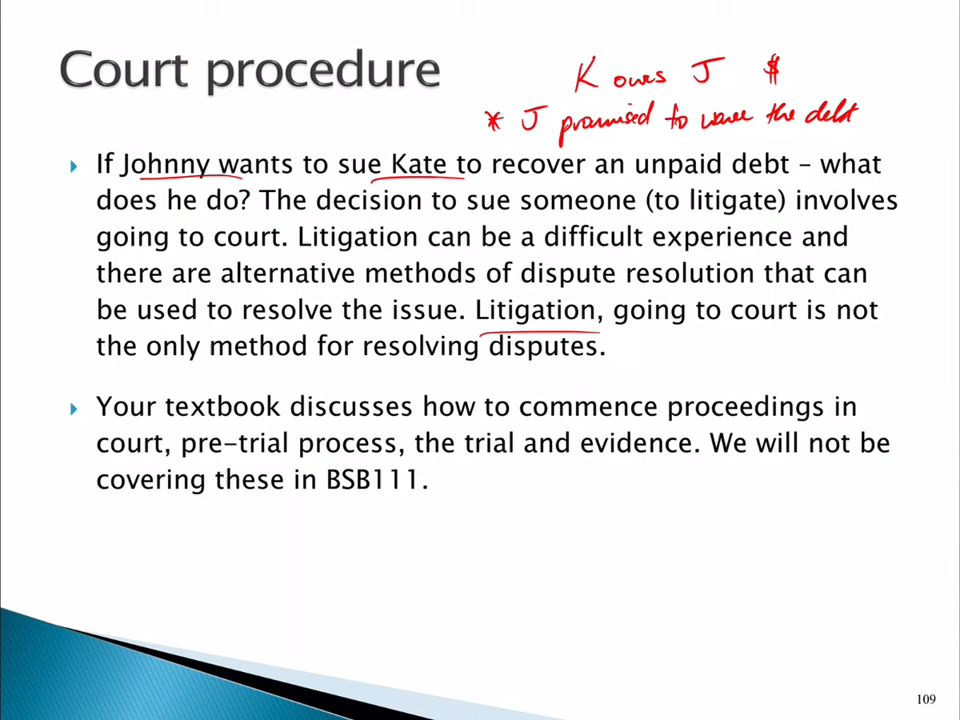 Court procedure
K owes J $
* J promised to wave the debt
If Johnny wants to sue Kate to recover an unpaid debt – what
does he do? The decision to sue someone (to litigate) involves
going to court. Litigation can be a difficult experience and
there are alternative methods of dispute resolution that can
be used to resolve the issue. Litigation, going to court is not
the only method for resolving disputes.
Your textbook discusses how to commence proceedings in
court, pre-trial process, the trial and evidence. We will not be
covering these in BSB111.
109